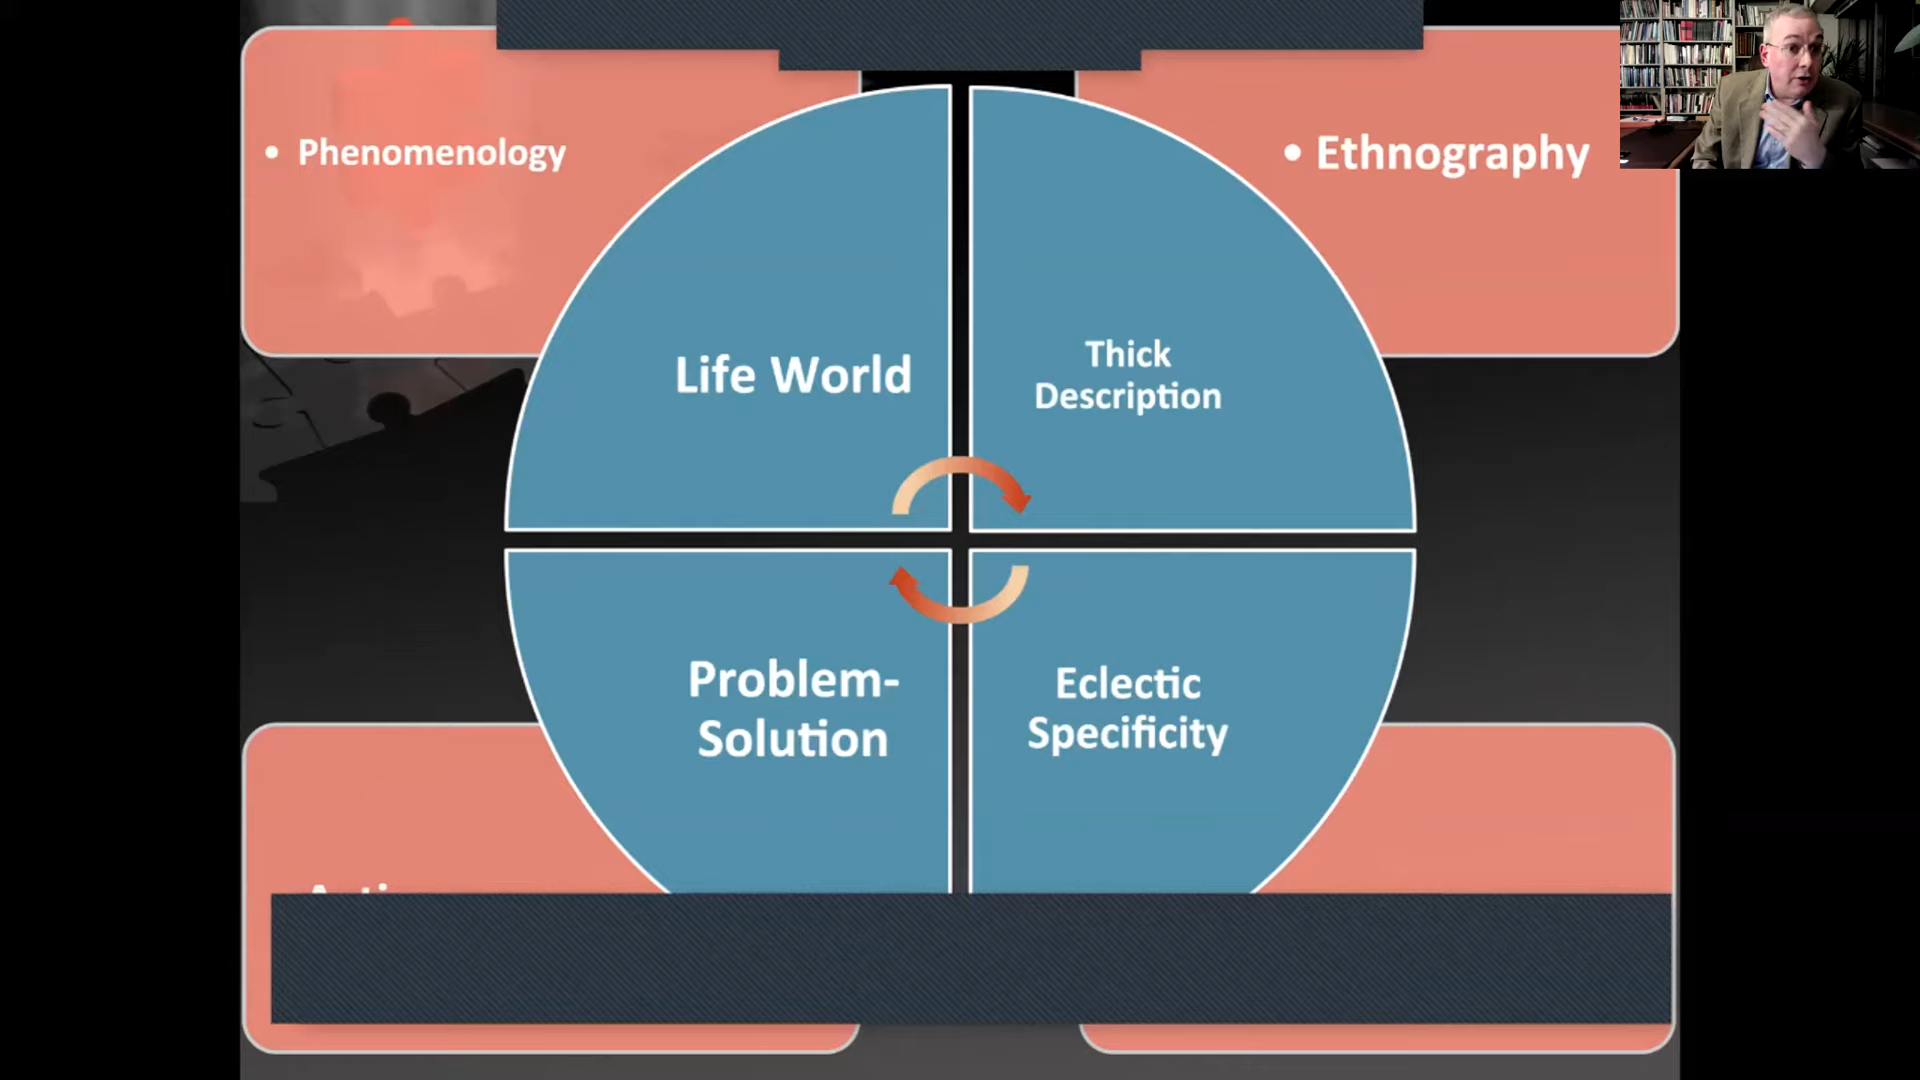 • Phenomenology
• Ethnography
Life World
Thick
Description
Problem-
Solution
Eclectic
Specificity